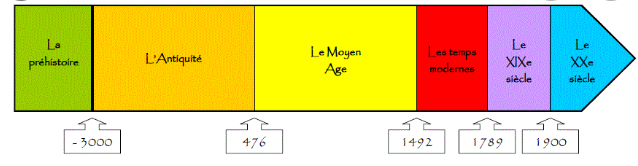 La
préhistoire
L'Antiquité
Le Moyen
Age
Les temps
modernes
Le
XIXe
siècle
Le
XXe
siècle
- 3000
476
1492
1789
1900